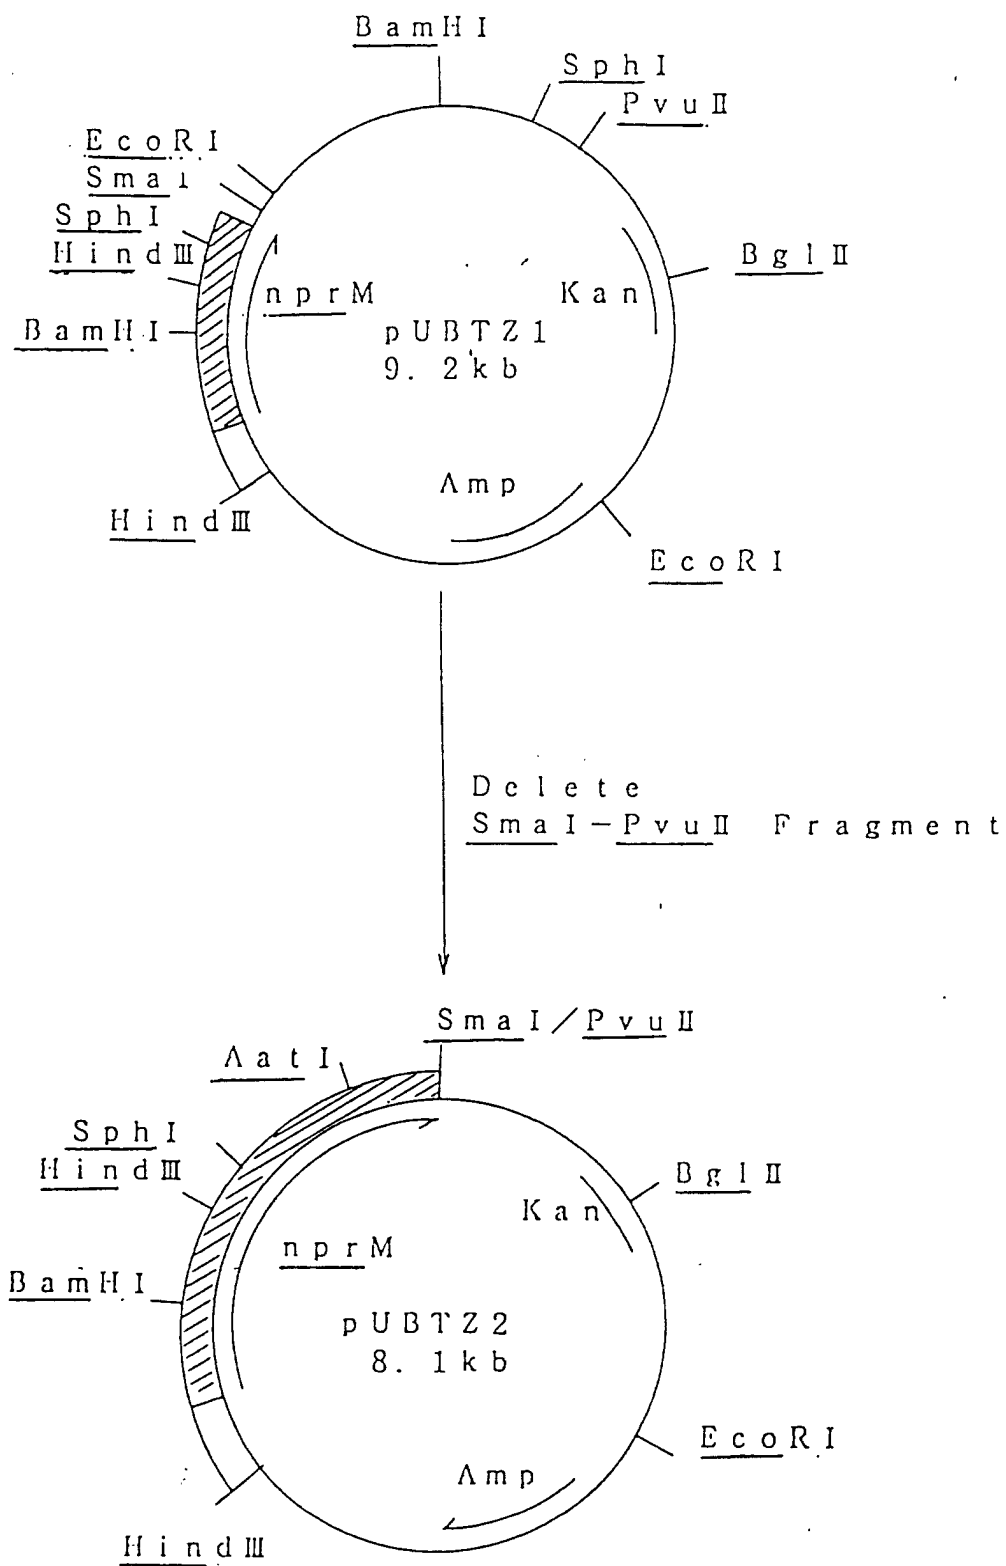 BamHI
SphI
PvuⅡ
EcoRI
SmaI
SphI
HindⅢ
BglⅡ
nprM
Kan
BamHI
pUBTZ1
9.2kb
Amp
HindⅢ
EcoRI
Delete
SmaI-PvuⅡ Fragment
SmaI/PvuⅡ
AatI
SphI
HindⅢ
BglⅡ
Kan
nprM
BamHI
pUBTZ2
8.1kb
EcoRI
Amp
HindⅢ